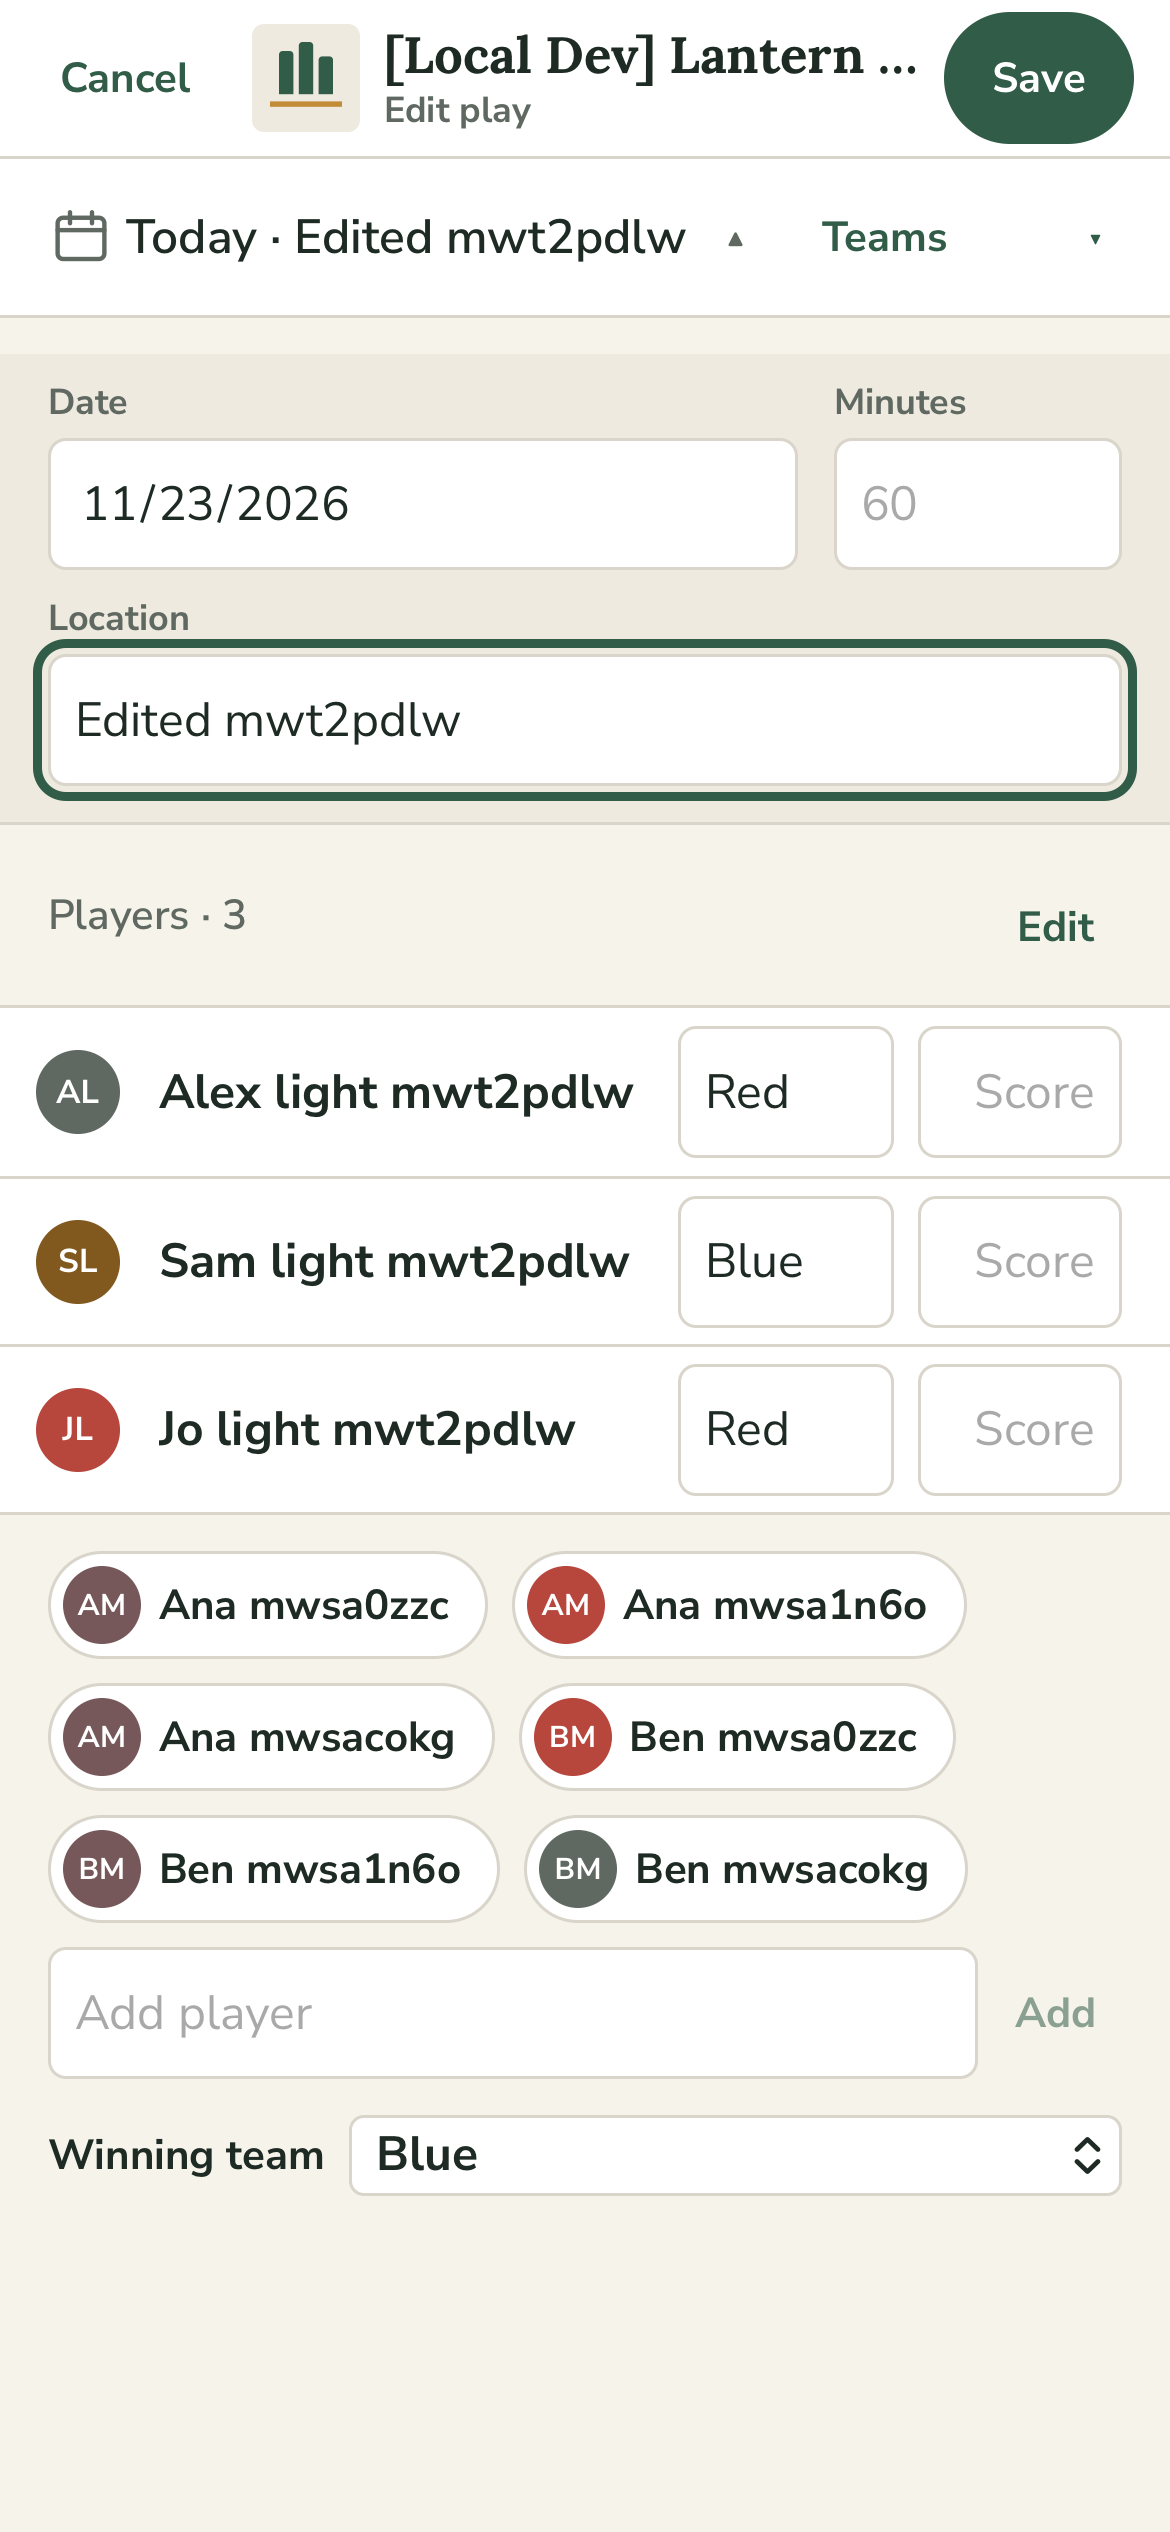 Cancel
[Local Dev] Lantern ...
Edit play
Save
Today · Edited mwt2pdlw ▲
Teams ▼
Date
Minutes
11/23/2026
60
Location
Edited mwt2pdlw
Players · 3
Edit
AL Alex light mwt2pdlw Red Score
SL Sam light mwt2pdlw Blue Score
JL Jo light mwt2pdlw Red Score
AM Ana mwsa0zzc
AM Ana mwsa1n6o
AM Ana mwsacokg
BM Ben mwsa0zzc
BM Ben mwsa1n6o
BM Ben mwsacokg
Add player
Add
Winning team Blue